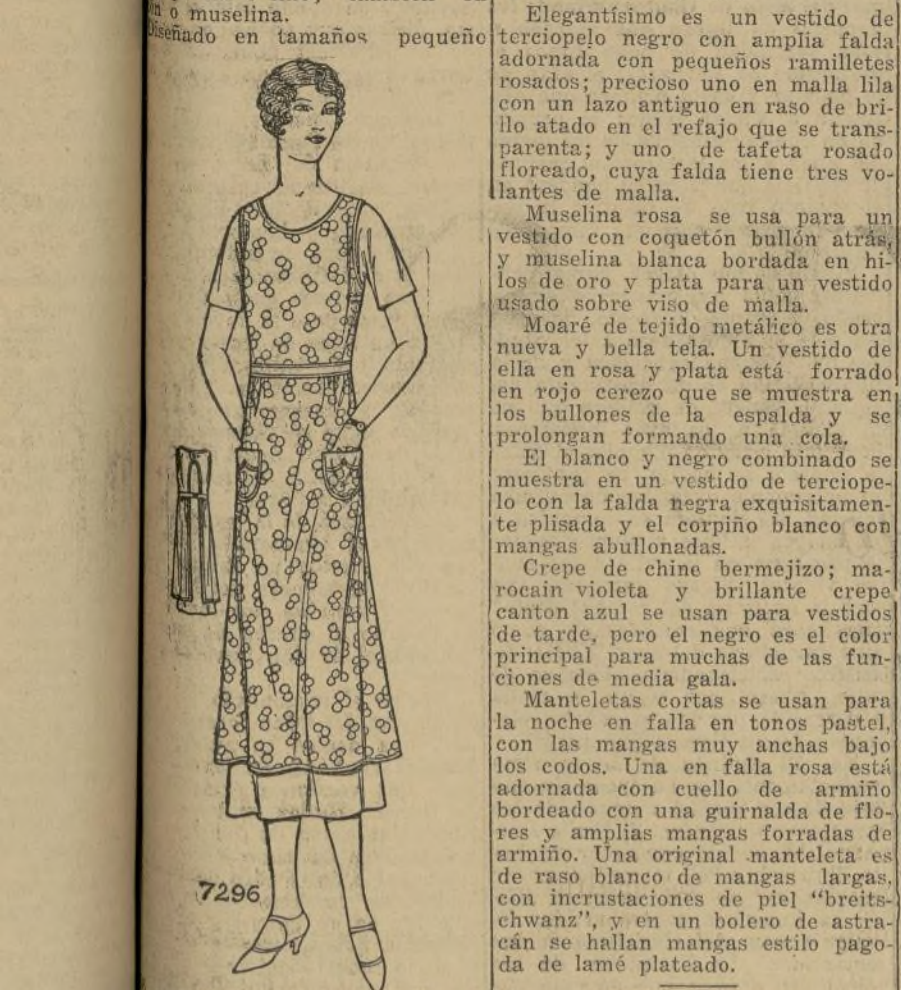 o muselina.
Diseñado en tamaños pequeño
7296
Elegantísimo es un vestido de
terciopelo negro con amplia falda
adornada con pequeños ramilletes
rosados; precioso uno en malla lila
con un lazo antiguo en raso de bri-
llo atado en el refajo que se trans-
parenta; y uno de tafeta rosado
floreado, cuya falda tiene tres vo-
lantes de malla.
Muselina rosa se usa para un
vestido con coquetón bullón atrás,
y muselina blanca bordada en hi-
los de oro y plata para un vestido
usado sobre viso de malla.
Moaré de tejido metálico es otra
nueva y bella tela. Un vestido de
ella en rosa y plata está forrado
en rojo cerezo que se muestra en
los bullones de la espalda y se
prolongan formando una cola.
El blanco y negro combinado se
muestra en un vestido de terciope-
lo con la falda negra exquisitamen-
te plisada y el corpiño blanco con
mangas abullonadas.
Crepe de chine bermejizo; ma-
rocain violeta y brillante crepe
canton azul se usan para vestidos
de tarde, pero el negro es el color
principal para muchas de las fun-
ciones de media gala.
Manteletas cortas se usan para
la noche en falla en tonos pastel,
con las mangas muy anchas bajo
los codos. Una en falla rosa está
adornada con cuello de armiño
bordeado con una guirnalda de flo-
res y amplias mangas forradas de
armiño. Una original manteleta es
de raso blanco de mangas largas,
con incrustaciones de piel "breits-
chwanz", y en un bolero de astra-
cán se hallan mangas estilo pago-
da de lamé plateado.